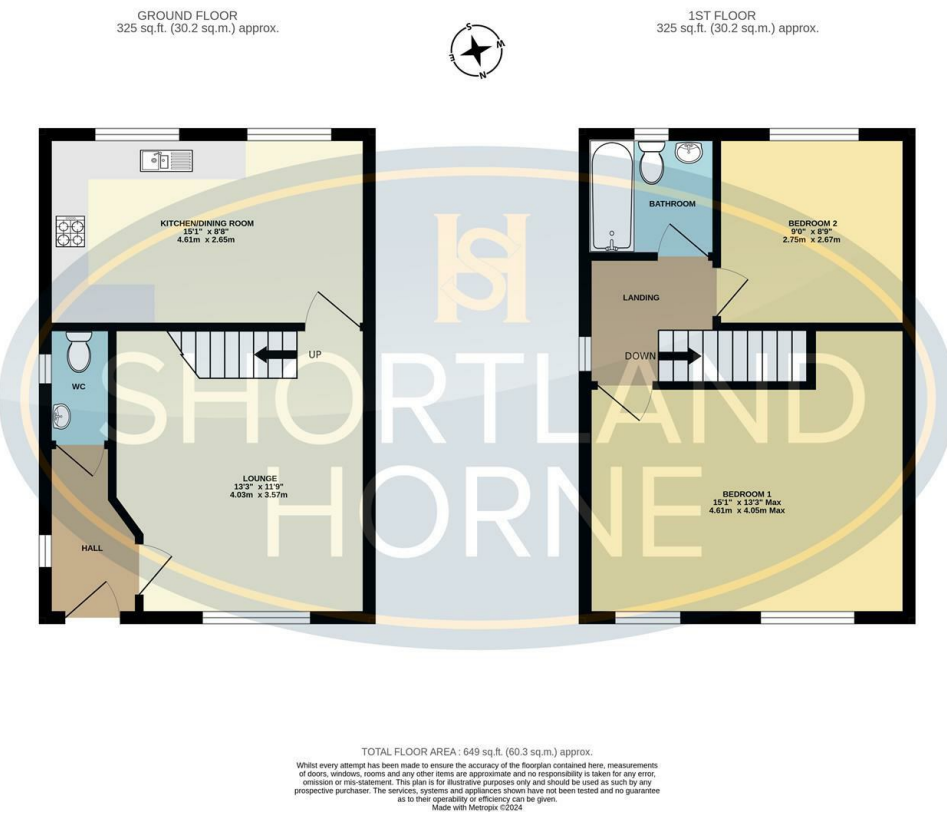 GROUND FLOOR
325 sq.ft. (30.2 sq.m.) approx.
1ST FLOOR
325 sq.ft. (30.2 sq.m.) approx.
S
W
E
N
KITCHEN/DINING ROOM
15'1" x 8'8"
4.61m x 2.65m
BATHROOM
BEDROOM 2
9'0" x 8'9"
2.75m x 2.67m
LANDING
UP
DOWN
WC
SH
SHORTLAND
HORNE
LOUNGE
13'3" x 11'9"
4.03m x 3.57m
BEDROOM 1
15'1" x 13'3" Max
4.61m x 4.05m Max
HALL
TOTAL FLOOR AREA : 649 sq.ft. (60.3 sq.m.) approx.
Whilst every attempt has been made to ensure the accuracy of the floorplan contained here, measurements
of doors, windows, rooms and any other items are approximate and no responsibility is taken for any error,
omission or mis-statement. This plan is for illustrative purposes only and should be used as such by any
prospective purchaser. The services, systems and appliances shown have not been tested and no guarantee
as to their operability or efficiency can be given.
Made with Metropix ©2024